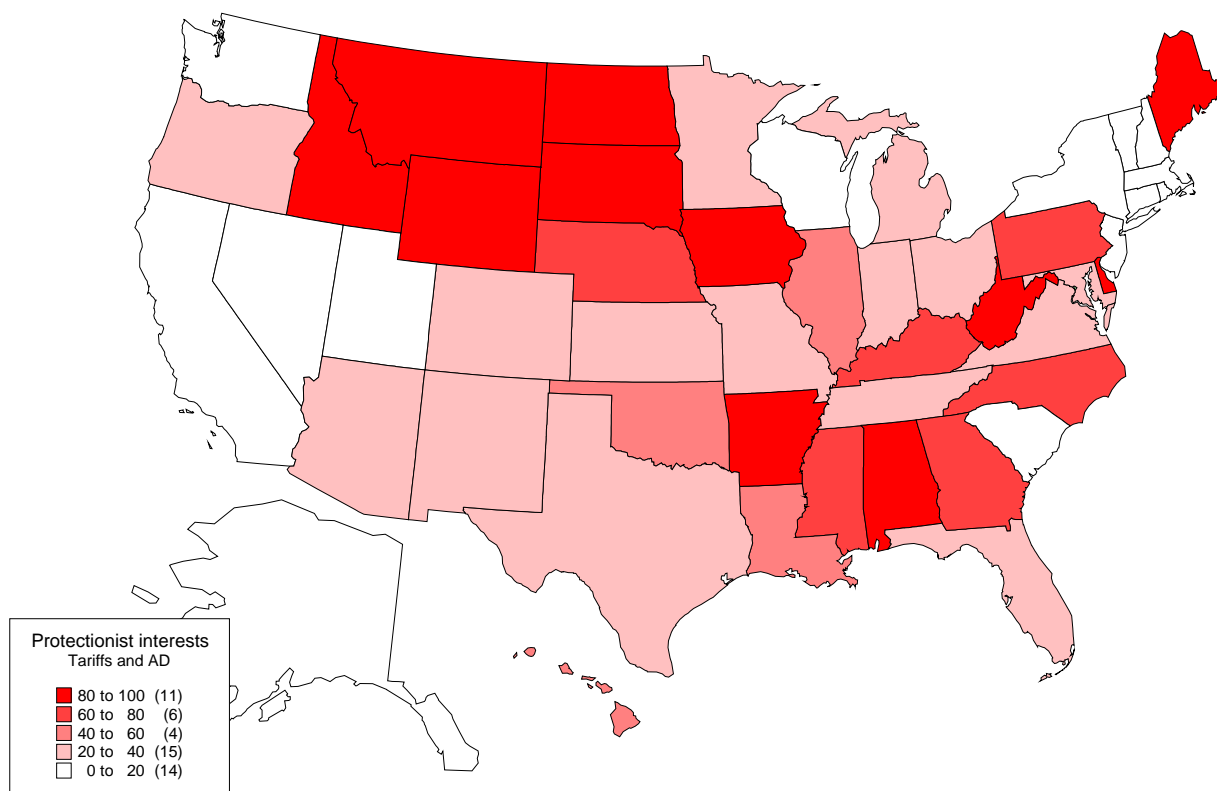 Protectionist interests
Tariffs and AD
80 to 100 (11)
60 to 80 (6)
40 to 60 (4)
20 to 40 (15)
0 to 20 (14)